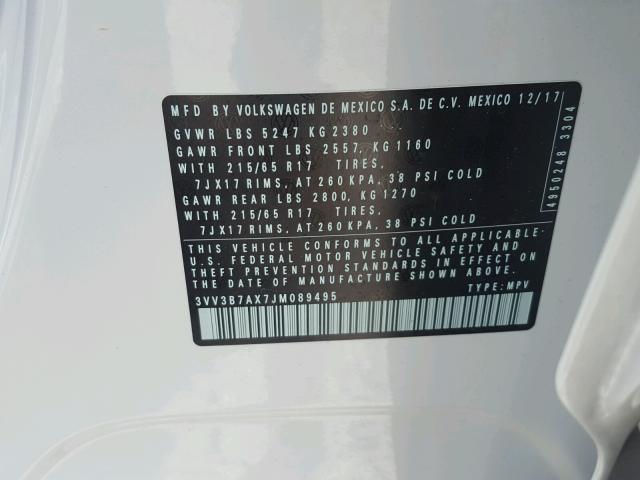 MFD BY VOLKSWAGEN DE MEXICO S.A. DE C.V. MEXICO 12/17
GVWR LBS 5247 KG 2380
GAWR FRONT LBS 2557, KG 1160
WITH 215/65 R17 TIRES,
7JX17 RIMS, AT 260 KPA, 38 PSI COLD
GAWR REAR LBS 2800, KG 1270
WITH 215/65 R17 TIRES,
7JX17 RIMS, AT 260 KPA, 38 PSI COLD
THIS VEHICLE CONFORMS TO ALL APPLICABLE
U.S. FEDERAL MOTOR VEHICLE SAFETY AND
THEFT PREVENTION STANDARDS IN EFFECT ON
THE DATE OF MANUFACTURE SHOWN ABOVE.
3VV3B7AX7JM089495 TYPE: MPV
4950248 3304